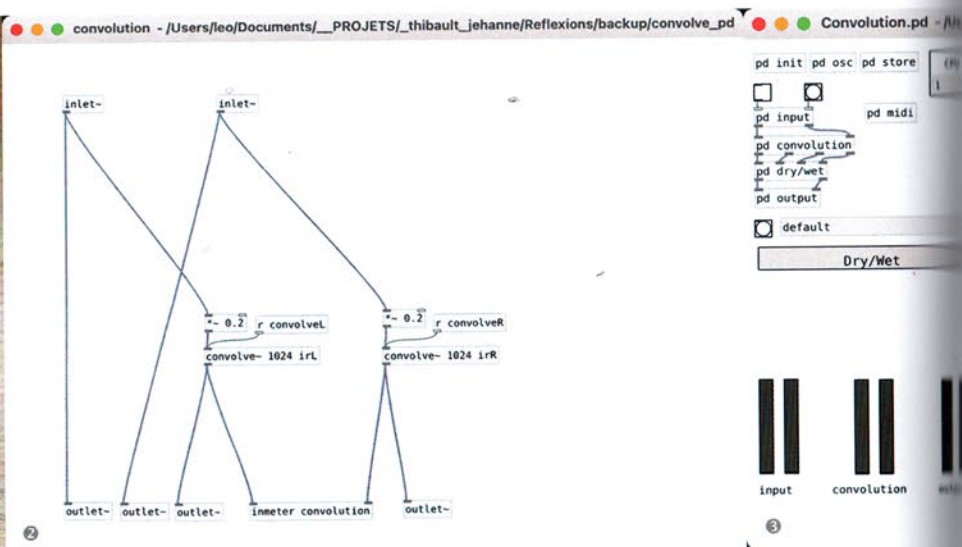 convolution - /Users/leo/Documents/__PROJETS/_thibault_jehanne/Reflexions/backup/convolve_pd
inlet~ inlet~
*~ 0.2 r convolveL
convolve~ 1024 irL
*~ 0.2 r convolveR
convolve~ 1024 irR
outlet~ outlet~ outlet~ inmeter convolution outlet~
2
Convolution.pd
pd init pd osc pd store
pd input pd midi
pd convolution
pd dry/wet
pd output
default
Dry/Wet
input convolution
3